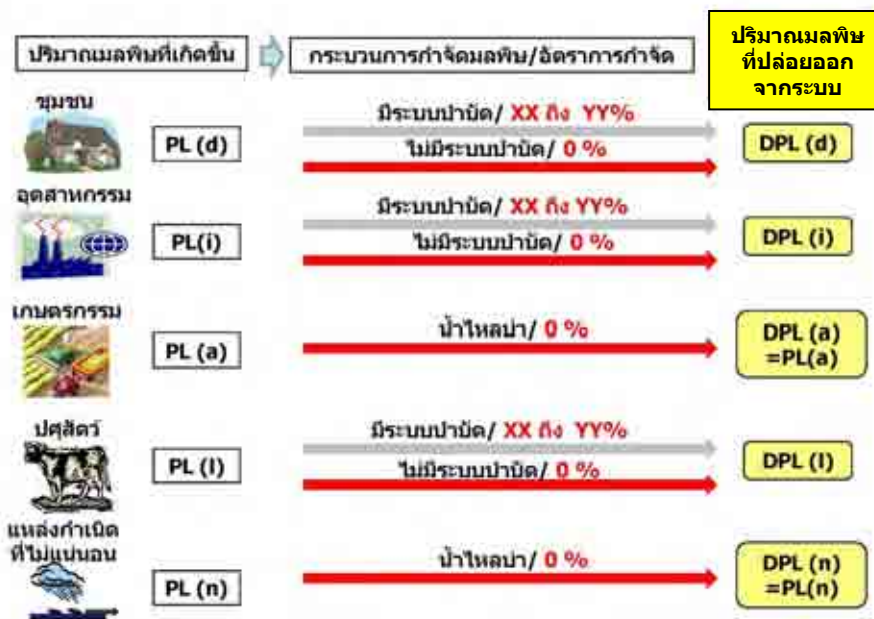 ปริมาณมลพิษที่เกิดขึ้น
กระบวนการกำจัดมลพิษ/อัตราการกำจัด
ปริมาณมลพิษ
ที่ปล่อยออก
จากระบบ
ชุมชน
PL (d)
มีระบบบำบัด/ XX ถึง YY%
ไม่มีระบบบำบัด/ 0 %
DPL (d)
อุตสาหกรรม
PL(i)
มีระบบบำบัด/ XX ถึง YY%
ไม่มีระบบบำบัด/ 0 %
DPL (i)
เกษตรกรรม
PL (a)
น้ำไหลบ่า/ 0 %
DPL (a)
=PL(a)
ปศุสัตว์
PL (l)
มีระบบบำบัด/ XX ถึง YY%
ไม่มีระบบบำบัด/ 0 %
DPL (l)
แหล่งกำเนิด
ที่ไม่แน่นอน
PL (n)
น้ำไหลบ่า/ 0 %
DPL (n)
=PL(n)